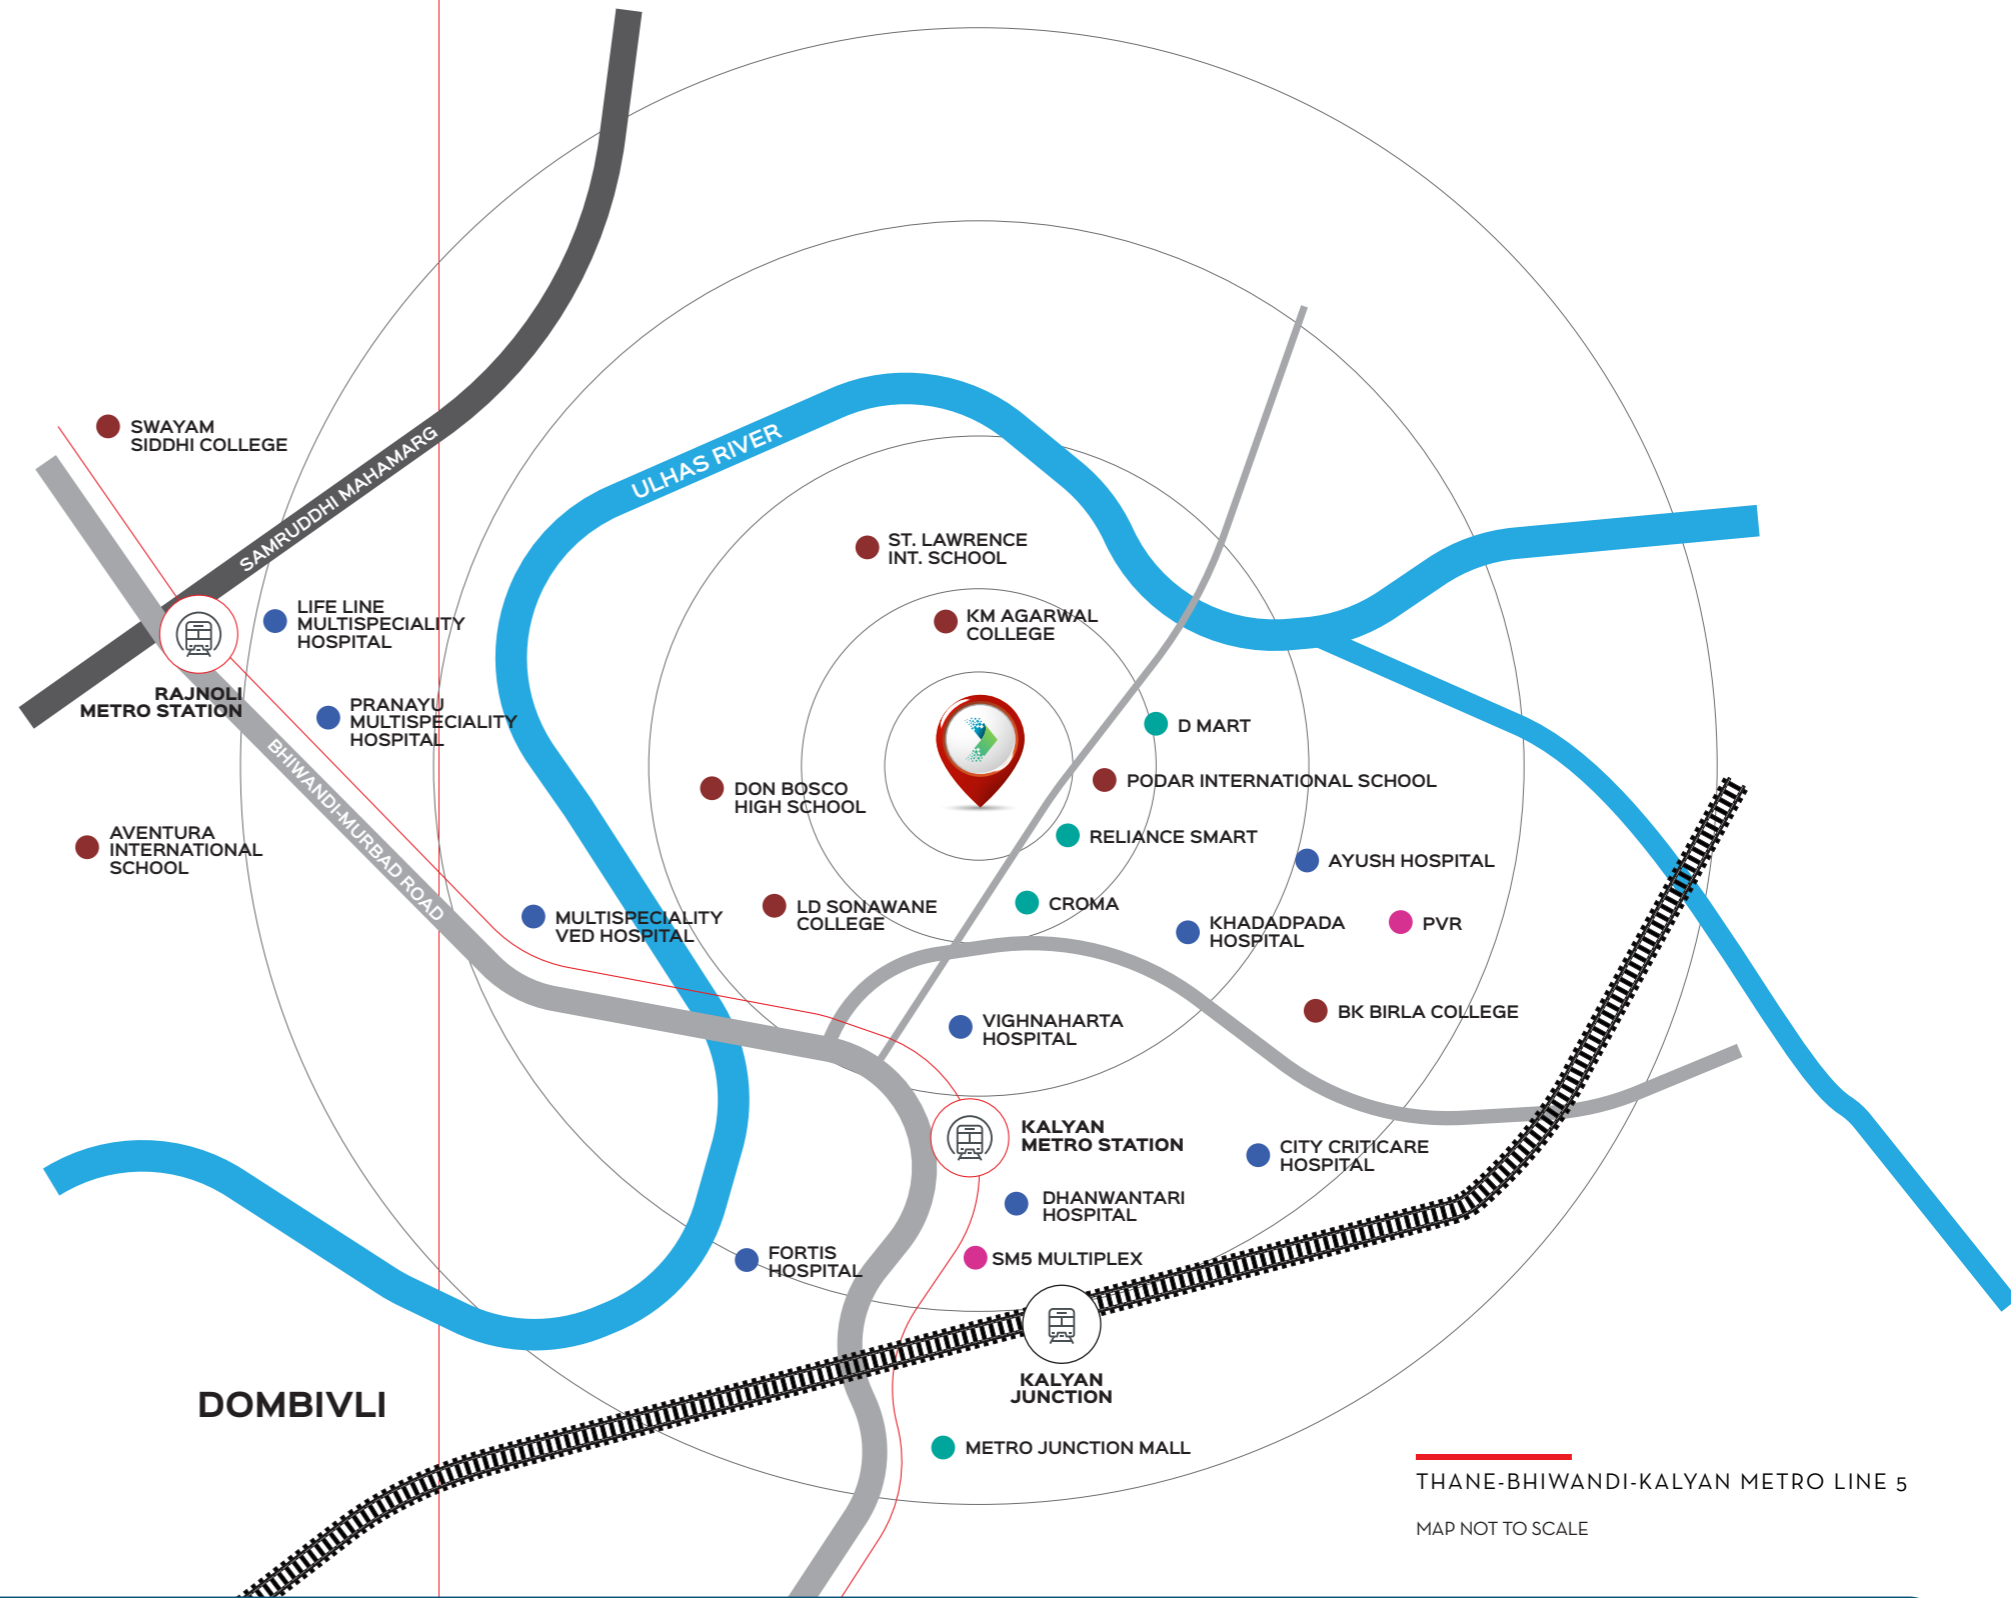 SWAYAM
SIDDHI COLLEGE
SAMRUDDHI MAHAMARG
ULHAS RIVER
ST. LAWRENCE
INT. SCHOOL
LIFE LINE
MULTISPECIALITY
HOSPITAL
KM AGARWAL
COLLEGE
RAJNOLI
METRO STATION
PRANAYU
MULTISPECIALITY
HOSPITAL
D MART
BHIWANDI-MURBAD ROAD
DON BOSCO
HIGH SCHOOL
PODAR INTERNATIONAL SCHOOL
AVENTURA
INTERNATIONAL
SCHOOL
RELIANCE SMART
AYUSH HOSPITAL
MULTISPECIALITY
VED HOSPITAL
LD SONAWANE
COLLEGE
CROMA
KHADADPADA
HOSPITAL
PVR
VIGHNAHARTA
HOSPITAL
BK BIRLA COLLEGE
KALYAN
METRO STATION
CITY CRITICARE
HOSPITAL
DHANWANTARI
HOSPITAL
FORTIS
HOSPITAL
SM5 MULTIPLEX
KALYAN
JUNCTION
DOMBIVLI
METRO JUNCTION MALL
THANE-BHIWANDI-KALYAN METRO LINE 5
MAP NOT TO SCALE